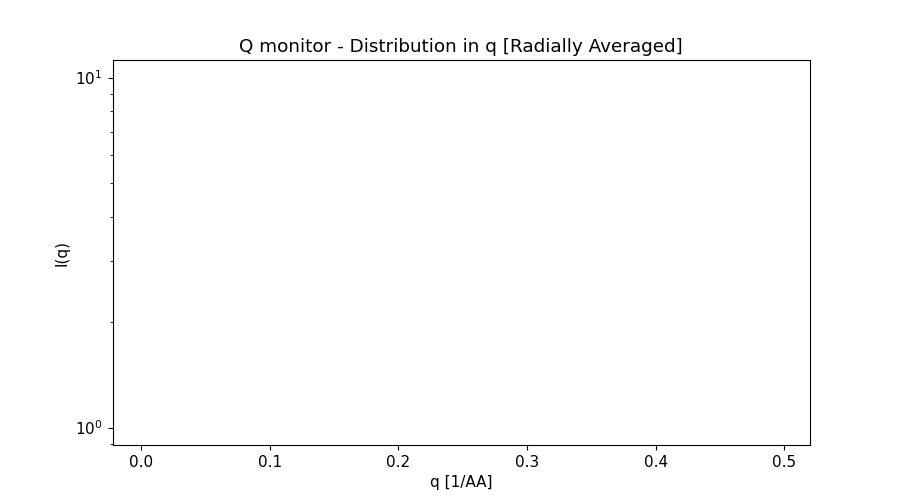 Q monitor - Distribution in q [Radially Averaged]
10¹
I(q)
10⁰
0.0 0.1 0.2 0.3 0.4 0.5
q [1/AA]